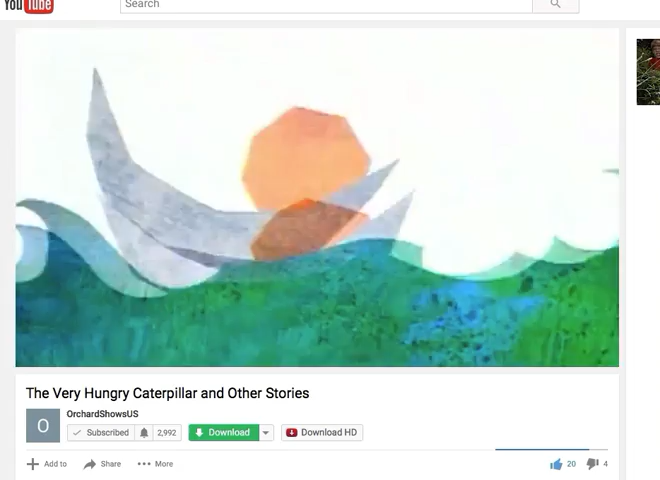 YouTube
Search
The Very Hungry Caterpillar and Other Stories
O
OrchardShowsUS
Subscribed 2,992 Download Download HD
Add to Share More 20 4